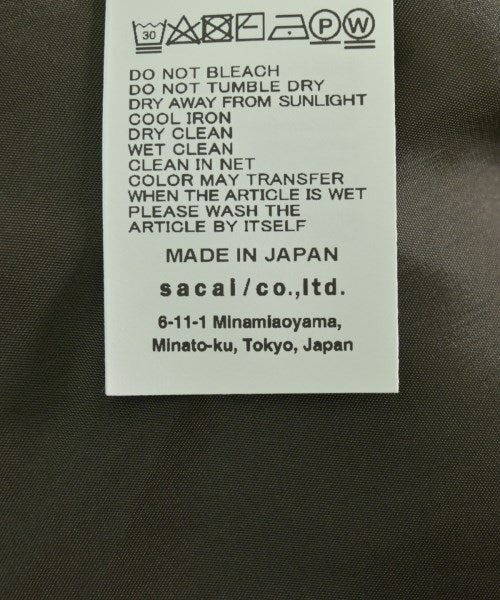 30 P W
DO NOT BLEACH
DO NOT TUMBLE DRY
DRY AWAY FROM SUNLIGHT
COOL IRON
DRY CLEAN
WET CLEAN
CLEAN IN NET
COLOR MAY TRANSFER
WHEN THE ARTICLE IS WET
PLEASE WASH THE
ARTICLE BY ITSELF
MADE IN JAPAN
sacai/co.,ltd.
6-11-1 Minamiaoyama,
Minato-ku, Tokyo, Japan